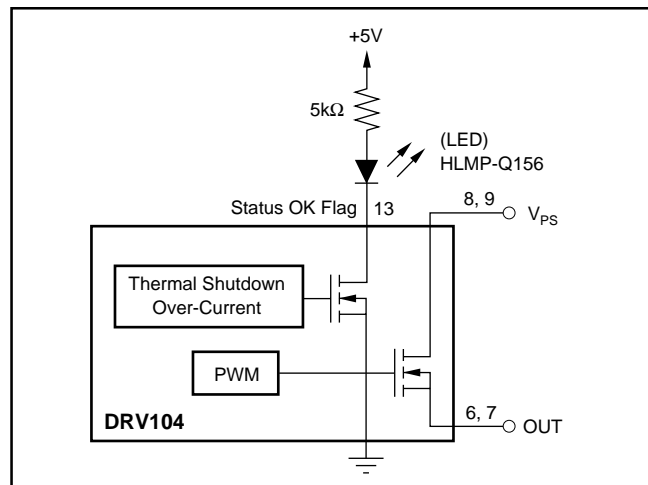 +5V
5kΩ
(LED)
HLMP-Q156
Status OK Flag
13
8, 9
V_PS
Thermal Shutdown
Over-Current
PWM
DRV104
6, 7
OUT